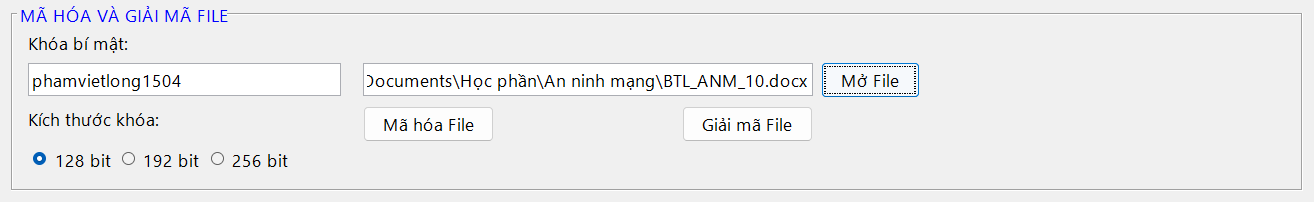 MÃ HÓA VÀ GIẢI MÃ FILE
Khóa bí mật:
phamvietlong1504
Documents\Học phần\An ninh mạng\BTL_ANM_10.docx
Mở File
Kích thước khóa:
Mã hóa File
Giải mã File
128 bit
192 bit
256 bit